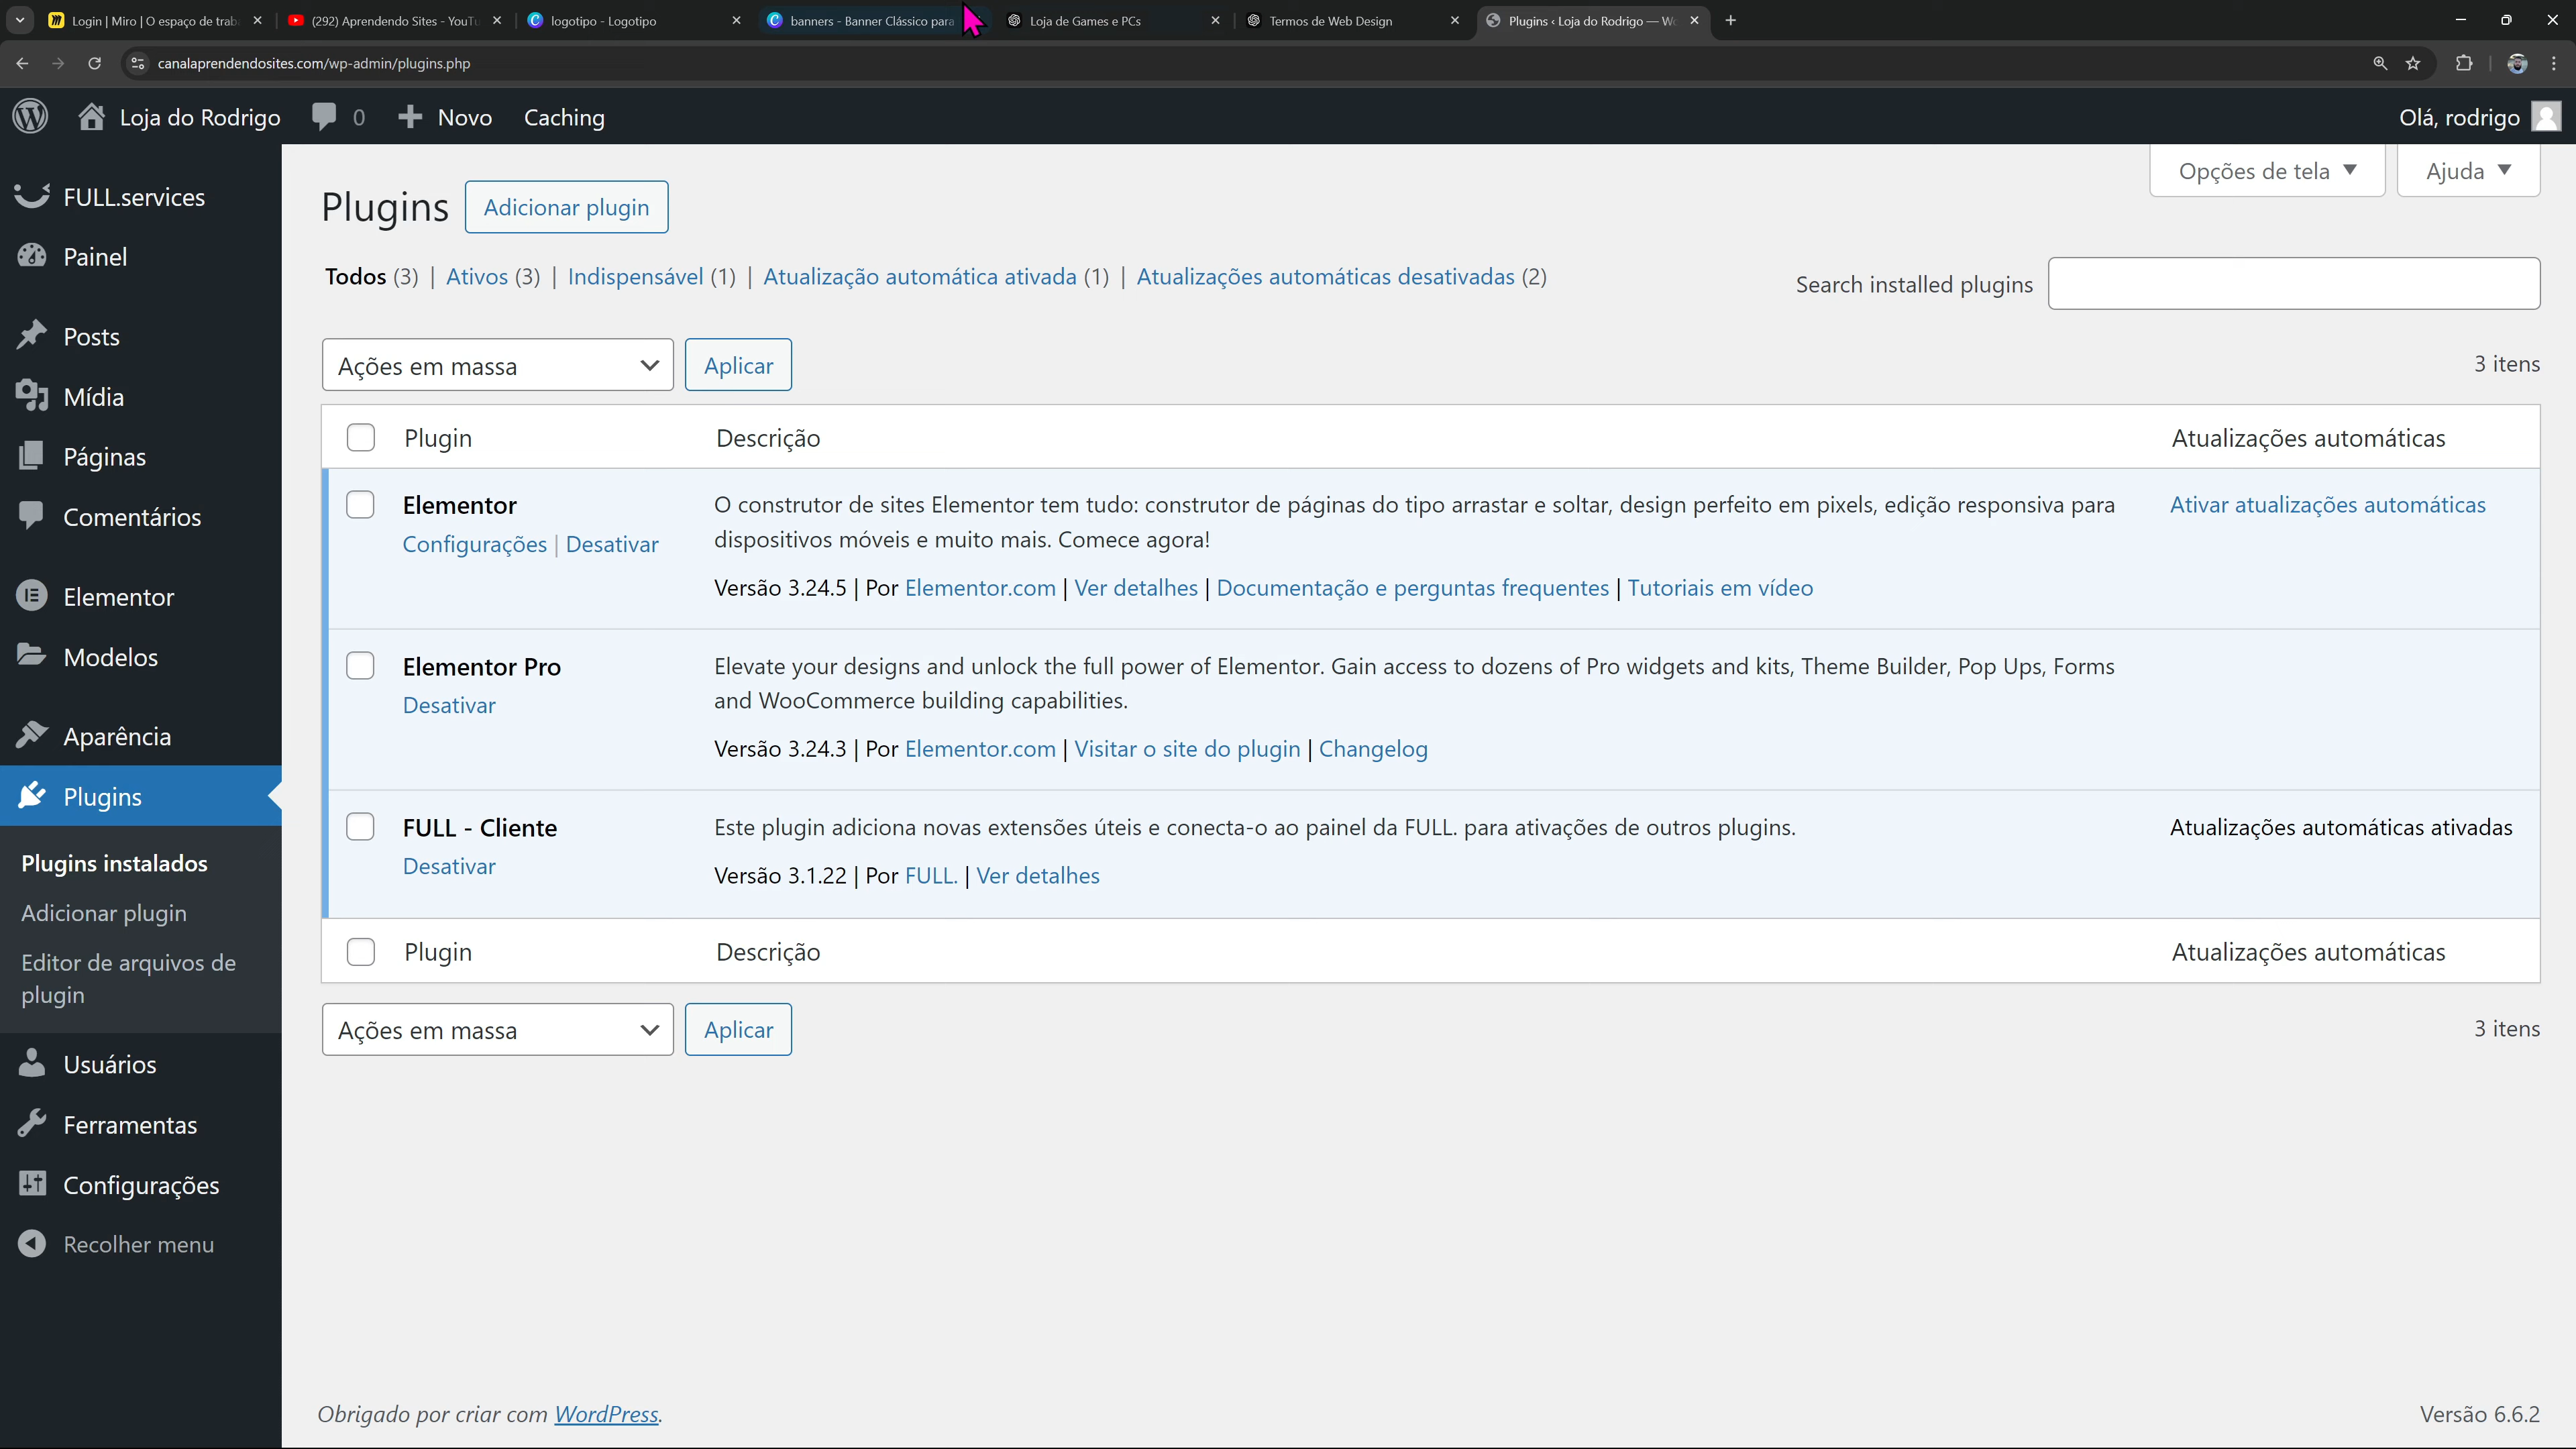 Login | Miro | O espaço de trab
(292) Aprendendo Sites - YouTu
logotipo - Logotipo
banners - Banner Clássico para
Loja de Games e PCs
Termos de Web Design
Plugins ‹ Loja do Rodrigo — Wo
canalaprendendosites.com/wp-admin/plugins.php
Loja do Rodrigo
0
Novo
Caching
Olá, rodrigo
FULL.services
Painel
Posts
Mídia
Páginas
Comentários
Elementor
Modelos
Aparência
Plugins
Plugins instalados
Adicionar plugin
Editor de arquivos de
plugin
Usuários
Ferramentas
Configurações
Recolher menu
Opções de tela
Ajuda
Plugins
Adicionar plugin
Todos (3) | Ativos (3) | Indispensável (1) | Atualização automática ativada (1) | Atualizações automáticas desativadas (2)
Search installed plugins
Ações em massa
Aplicar
3 itens
Plugin
Descrição
Atualizações automáticas
Elementor
Configurações | Desativar
O construtor de sites Elementor tem tudo: construtor de páginas do tipo arrastar e soltar, design perfeito em pixels, edição responsiva para
dispositivos móveis e muito mais. Comece agora!
Versão 3.24.5 | Por Elementor.com | Ver detalhes | Documentação e perguntas frequentes | Tutoriais em vídeo
Ativar atualizações automáticas
Elementor Pro
Desativar
Elevate your designs and unlock the full power of Elementor. Gain access to dozens of Pro widgets and kits, Theme Builder, Pop Ups, Forms
and WooCommerce building capabilities.
Versão 3.24.3 | Por Elementor.com | Visitar o site do plugin | Changelog
FULL - Cliente
Desativar
Este plugin adiciona novas extensões úteis e conecta-o ao painel da FULL. para ativações de outros plugins.
Versão 3.1.22 | Por FULL. | Ver detalhes
Atualizações automáticas ativadas
Plugin
Descrição
Atualizações automáticas
Ações em massa
Aplicar
3 itens
Obrigado por criar com WordPress.
Versão 6.6.2